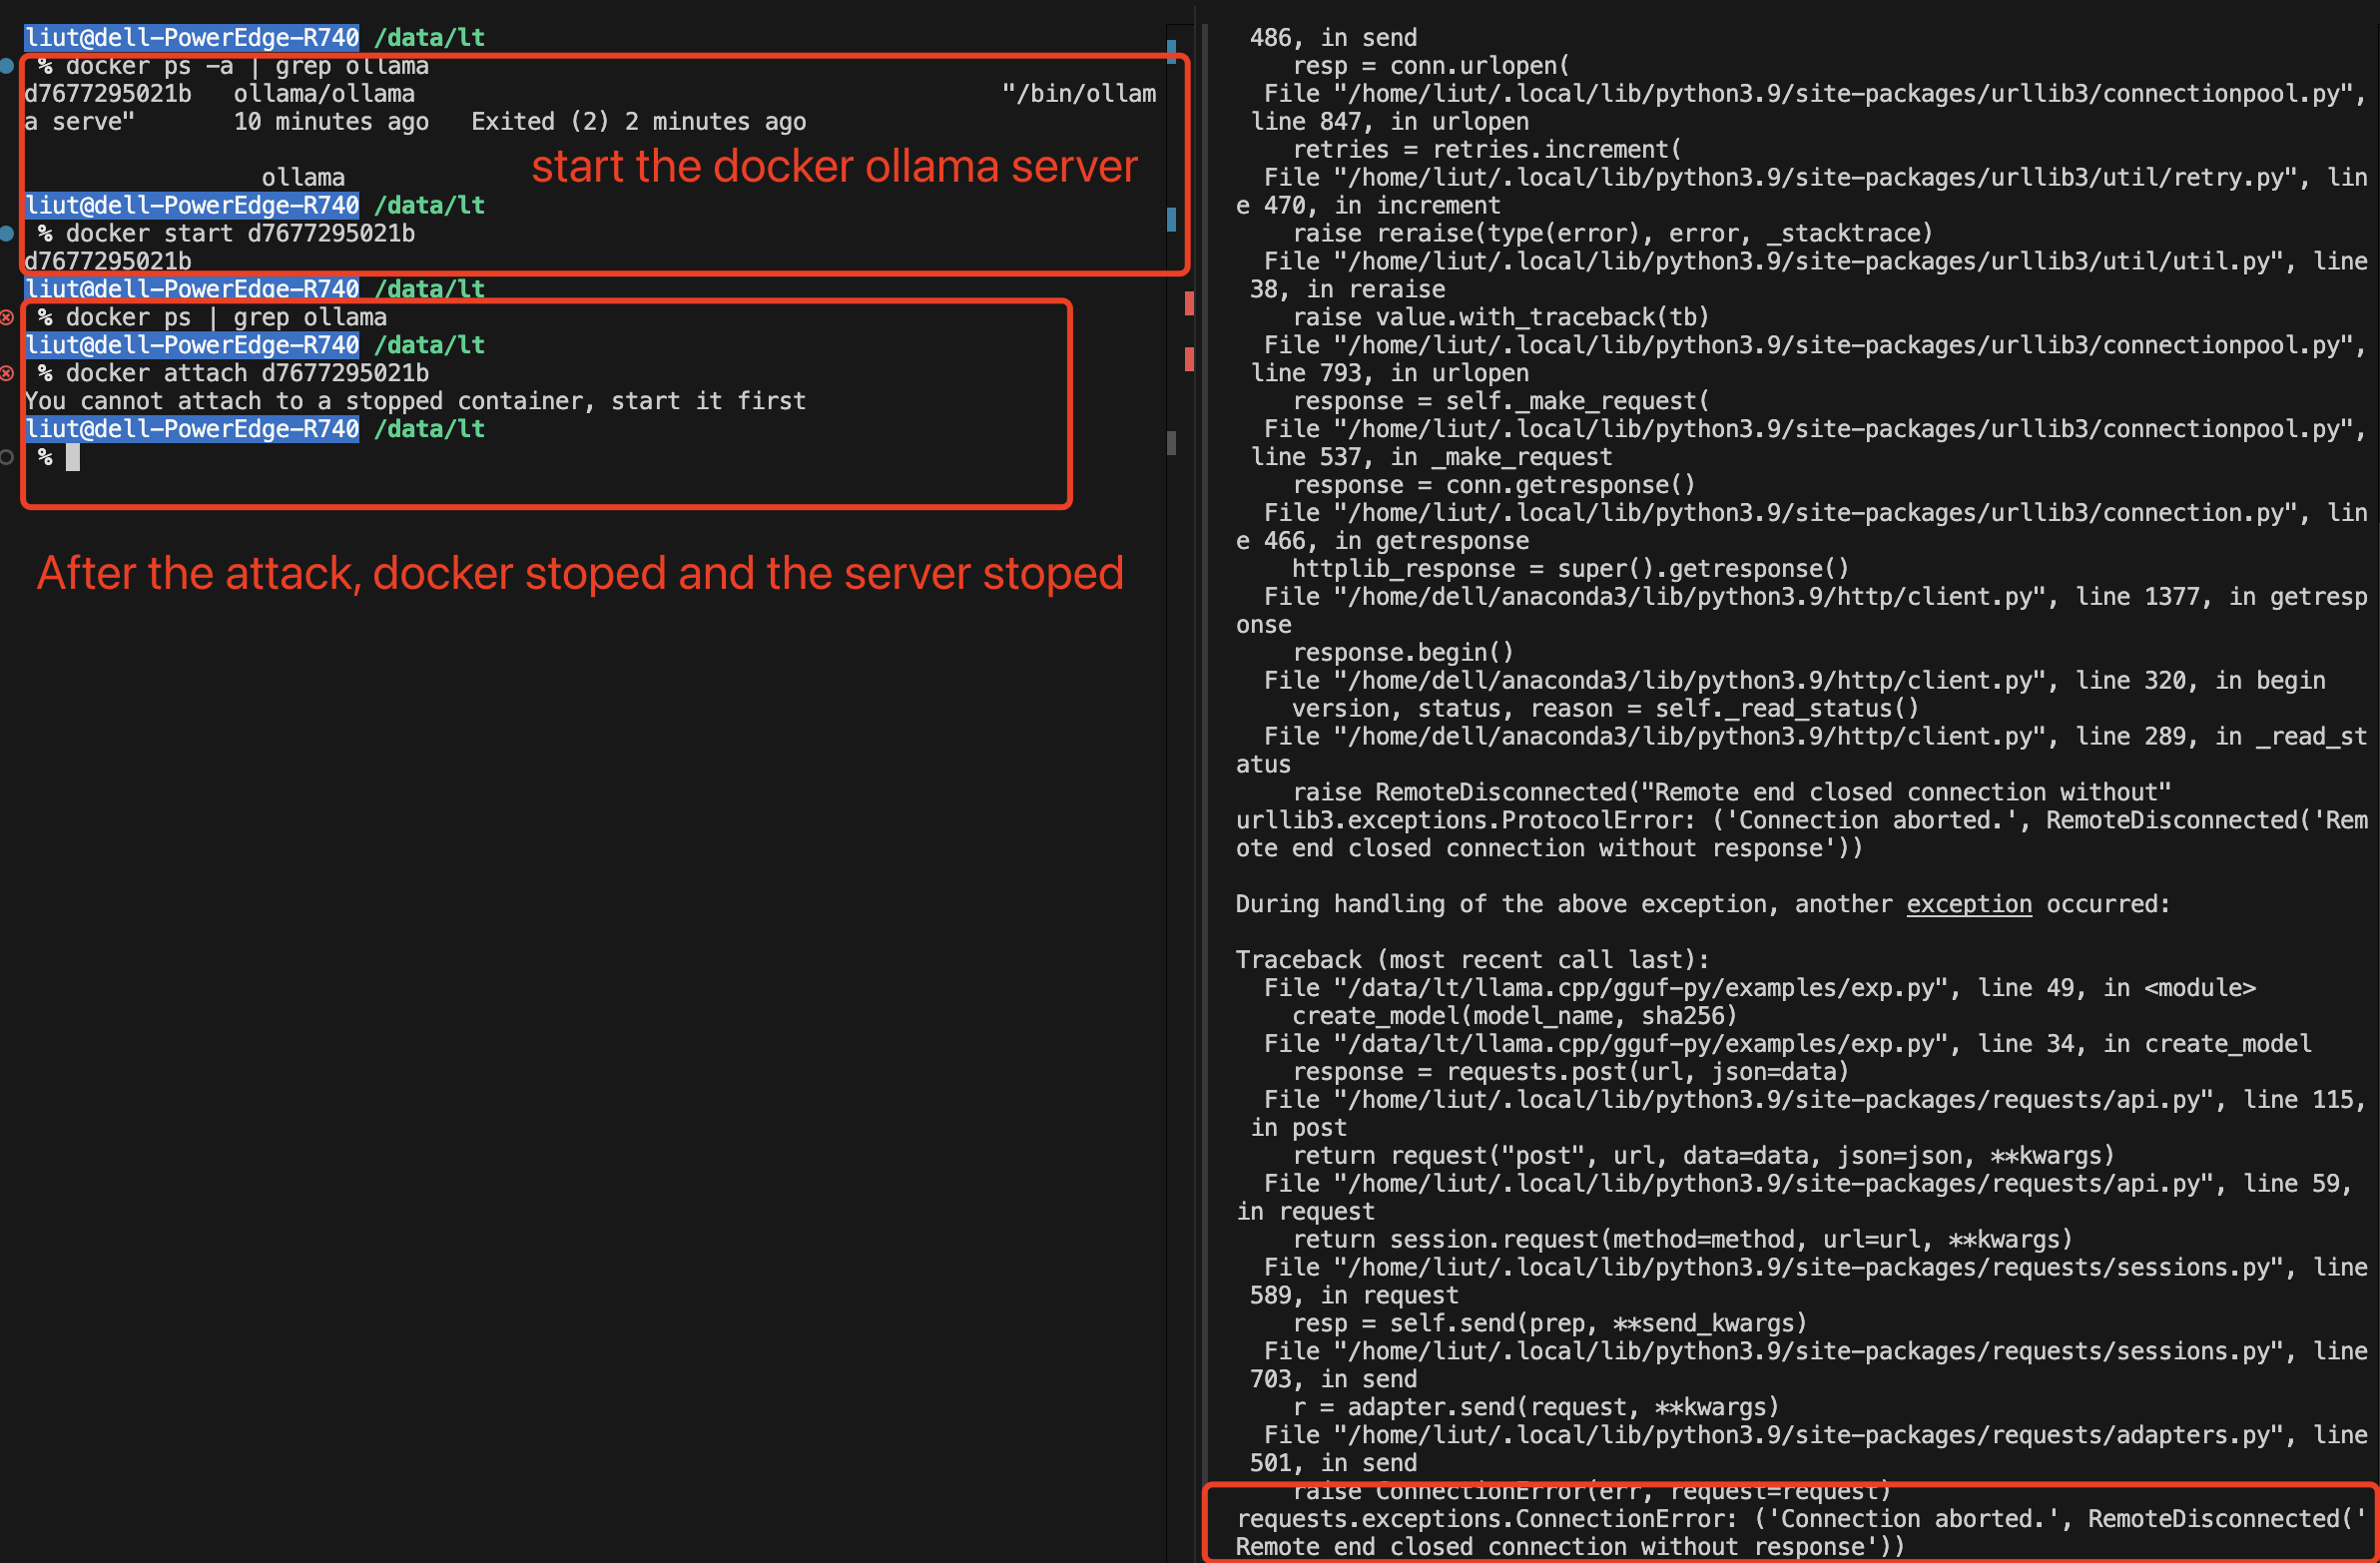 liut@dell-PowerEdge-R740 /data/lt
% docker ps -a | grep ollama
d7677295021b   ollama/ollama                                          "/bin/ollam
a serve"       10 minutes ago   Exited (2) 2 minutes ago
start the docker ollama server
ollama
liut@dell-PowerEdge-R740 /data/lt
% docker start d7677295021b
d7677295021b
liut@dell-PowerEdge-R740 /data/lt
% docker ps | grep ollama
liut@dell-PowerEdge-R740 /data/lt
% docker attach d7677295021b
You cannot attach to a stopped container, start it first
liut@dell-PowerEdge-R740 /data/lt
%
After the attack, docker stoped and the server stoped
486, in send
resp = conn.urlopen(
File "/home/liut/.local/lib/python3.9/site-packages/urllib3/connectionpool.py",
line 847, in urlopen
retries = retries.increment(
File "/home/liut/.local/lib/python3.9/site-packages/urllib3/util/retry.py", lin
e 470, in increment
raise reraise(type(error), error, _stacktrace)
File "/home/liut/.local/lib/python3.9/site-packages/urllib3/util/util.py", line
38, in reraise
raise value.with_traceback(tb)
File "/home/liut/.local/lib/python3.9/site-packages/urllib3/connectionpool.py",
line 793, in urlopen
response = self._make_request(
File "/home/liut/.local/lib/python3.9/site-packages/urllib3/connectionpool.py",
line 537, in _make_request
response = conn.getresponse()
File "/home/liut/.local/lib/python3.9/site-packages/urllib3/connection.py", lin
e 466, in getresponse
httplib_response = super().getresponse()
File "/home/dell/anaconda3/lib/python3.9/http/client.py", line 1377, in getresp
onse
response.begin()
File "/home/dell/anaconda3/lib/python3.9/http/client.py", line 320, in begin
version, status, reason = self._read_status()
File "/home/dell/anaconda3/lib/python3.9/http/client.py", line 289, in _read_st
atus
raise RemoteDisconnected("Remote end closed connection without"
urllib3.exceptions.ProtocolError: ('Connection aborted.', RemoteDisconnected('Rem
ote end closed connection without response'))
During handling of the above exception, another exception occurred:
Traceback (most recent call last):
File "/data/lt/llama.cpp/gguf-py/examples/exp.py", line 49, in <module>
create_model(model_name, sha256)
File "/data/lt/llama.cpp/gguf-py/examples/exp.py", line 34, in create_model
response = requests.post(url, json=data)
File "/home/liut/.local/lib/python3.9/site-packages/requests/api.py", line 115,
in post
return request("post", url, data=data, json=json, **kwargs)
File "/home/liut/.local/lib/python3.9/site-packages/requests/api.py", line 59,
in request
return session.request(method=method, url=url, **kwargs)
File "/home/liut/.local/lib/python3.9/site-packages/requests/sessions.py", line
589, in request
resp = self.send(prep, **send_kwargs)
File "/home/liut/.local/lib/python3.9/site-packages/requests/sessions.py", line
703, in send
r = adapter.send(request, **kwargs)
File "/home/liut/.local/lib/python3.9/site-packages/requests/adapters.py", line
501, in send
raise ConnectionError(err, request=request)
requests.exceptions.ConnectionError: ('Connection aborted.', RemoteDisconnected('
Remote end closed connection without response'))